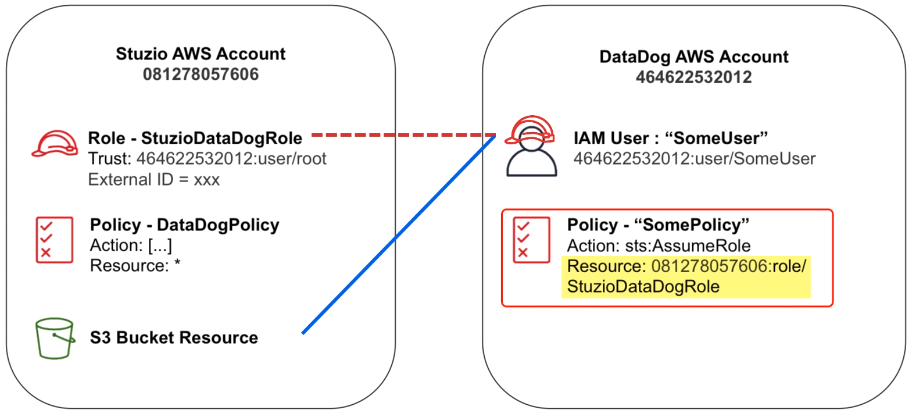 Stuzio AWS Account
081278057606
Role - StuzioDataDogRole
Trust: 464622532012:user/root
External ID = xxx
Policy - DataDogPolicy
Action: [...]
Resource: *
S3 Bucket Resource
DataDog AWS Account
464622532012
IAM User : “SomeUser”
464622532012:user/SomeUser
Policy - “SomePolicy”
Action: sts:AssumeRole
Resource: 081278057606:role/
StuzioDataDogRole